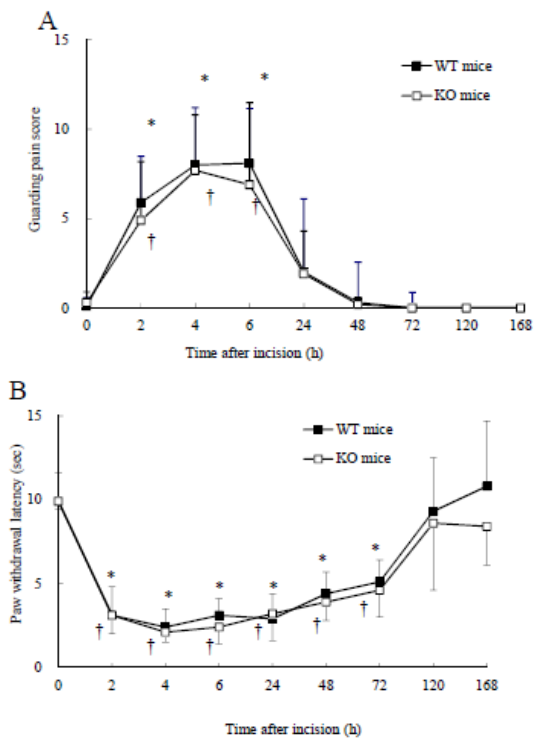 A
15
WT mice
KO mice
* *
*
10
Guarding pain score
5
† † †
0
0 2 4 6 24 48 72 120 168
Time after incision (h)
B
15
WT mice
KO mice
10
Paw withdrawal latency (sec)
* * * * * *
5
† † † † † †
0
0 2 4 6 24 48 72 120 168
Time after incision (h)